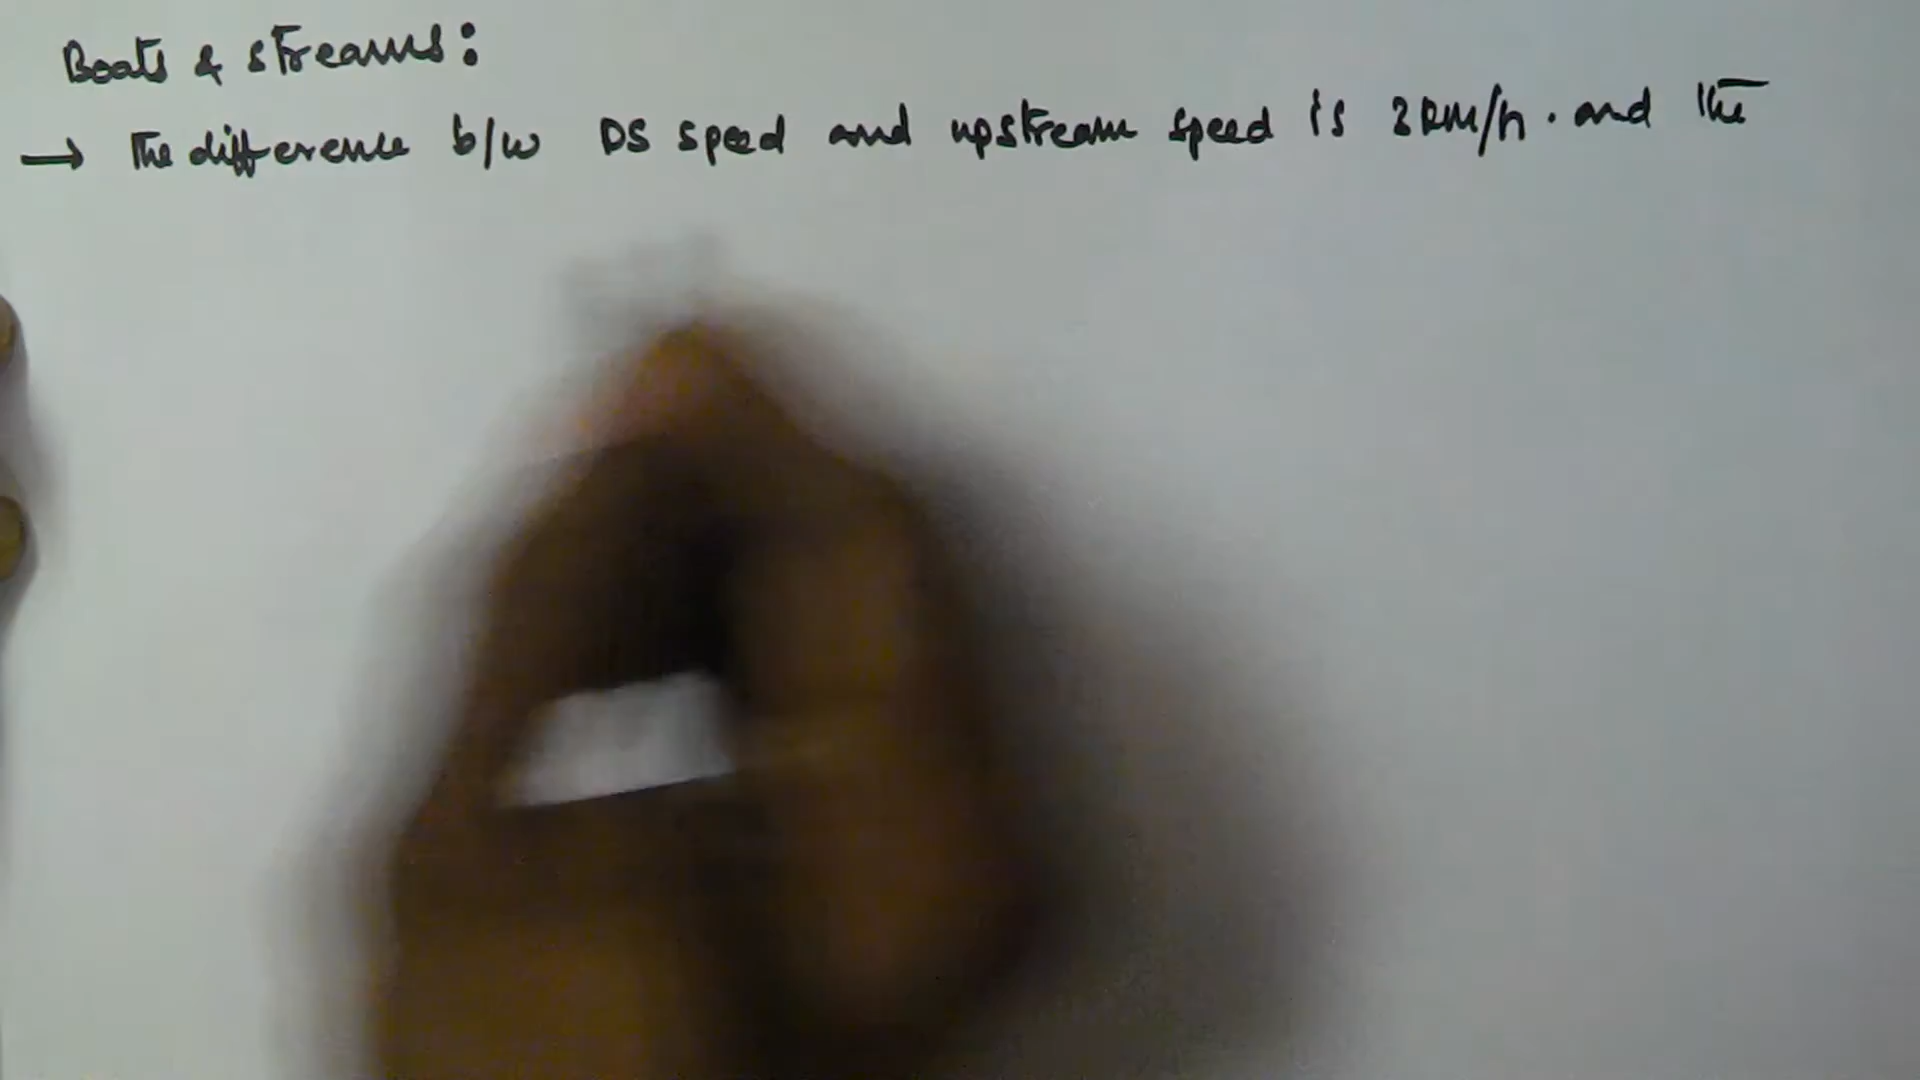 Boats & streams:
→ The difference b/w DS speed and upstream speed is 3km/h. and the